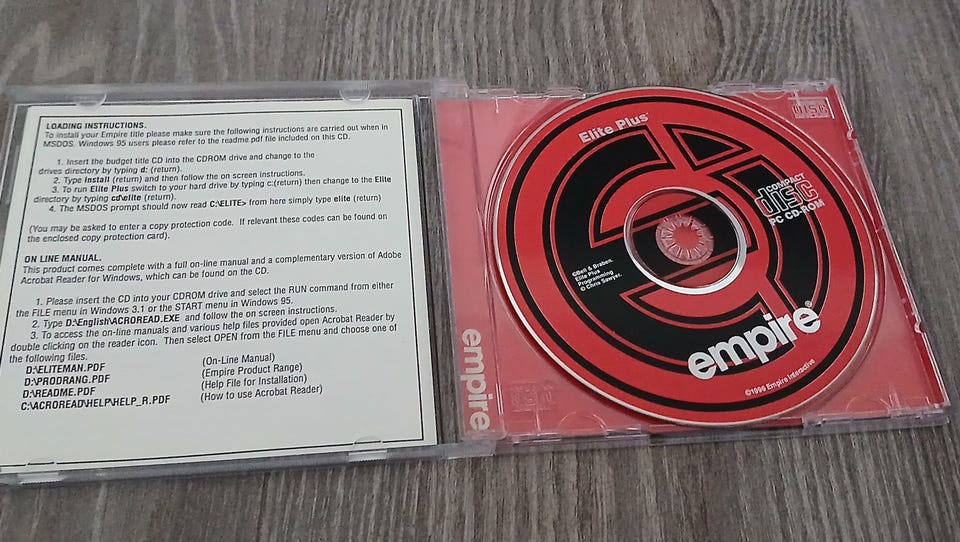 LOADING INSTRUCTIONS.
To install your Empire title please make sure the following instructions are carried out when in
MSDOS. Windows 95 users please refer to the readme.pdf file included on this CD.
1. Insert the budget title CD into the CDROM drive and change to the
drives directory by typing d: (return).
2. Type install (return) and then follow the on screen instructions.
3. To run Elite Plus switch to your hard drive by typing c:(return) then change to the Elite
directory by typing cd\elite (return).
4. The MSDOS prompt should now read C:\ELITE> from here simply type elite (return)
(You may be asked to enter a copy protection code. If relevant these codes can be found on
the enclosed copy protection card).
ON LINE MANUAL.
This product comes complete with a full on-line manual and a complementary version of Adobe
Acrobat Reader for Windows, which can be found on the CD.
1. Please insert the CD into your CDROM drive and select the RUN command from either
the FILE menu in Windows 3.1 or the START menu in Windows 95.
2. Type D:\English\ACROREAD.EXE and follow the on screen instructions.
3. To access the on-line manuals and various help files provided open Acrobat Reader by
double clicking on the reader icon. Then select OPEN from the FILE menu and choose one of
the following files.
D:\ELITEMAN.PDF (On-Line Manual)
D:\PRODRANG.PDF (Empire Product Range)
D:\README.PDF (Help File for Installation)
C:\ACROREAD\HELP\HELP_R.PDF (How to use Acrobat Reader)
empire
Elite Plus
COMPACT
disc
PC CD-ROM
©Bell & Braben.
Elite Plus
Programming
© Chris Sawyer.
empire®
©1996 Empire Interactive
DISC